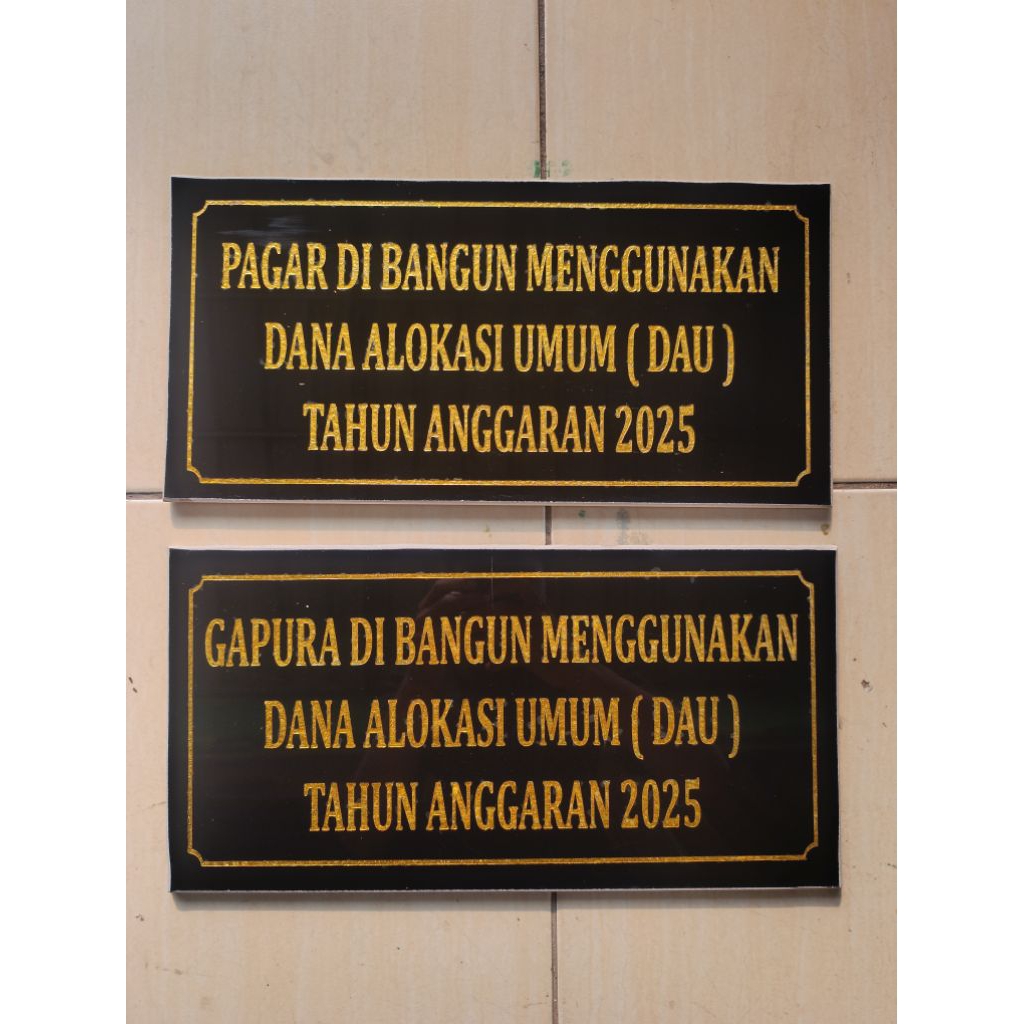 PAGAR DI BANGUN MENGGUNAKAN
DANA ALOKASI UMUM ( DAU )
TAHUN ANGGARAN 2025
GAPURA DI BANGUN MENGGUNAKAN
DANA ALOKASI UMUM ( DAU )
TAHUN ANGGARAN 2025